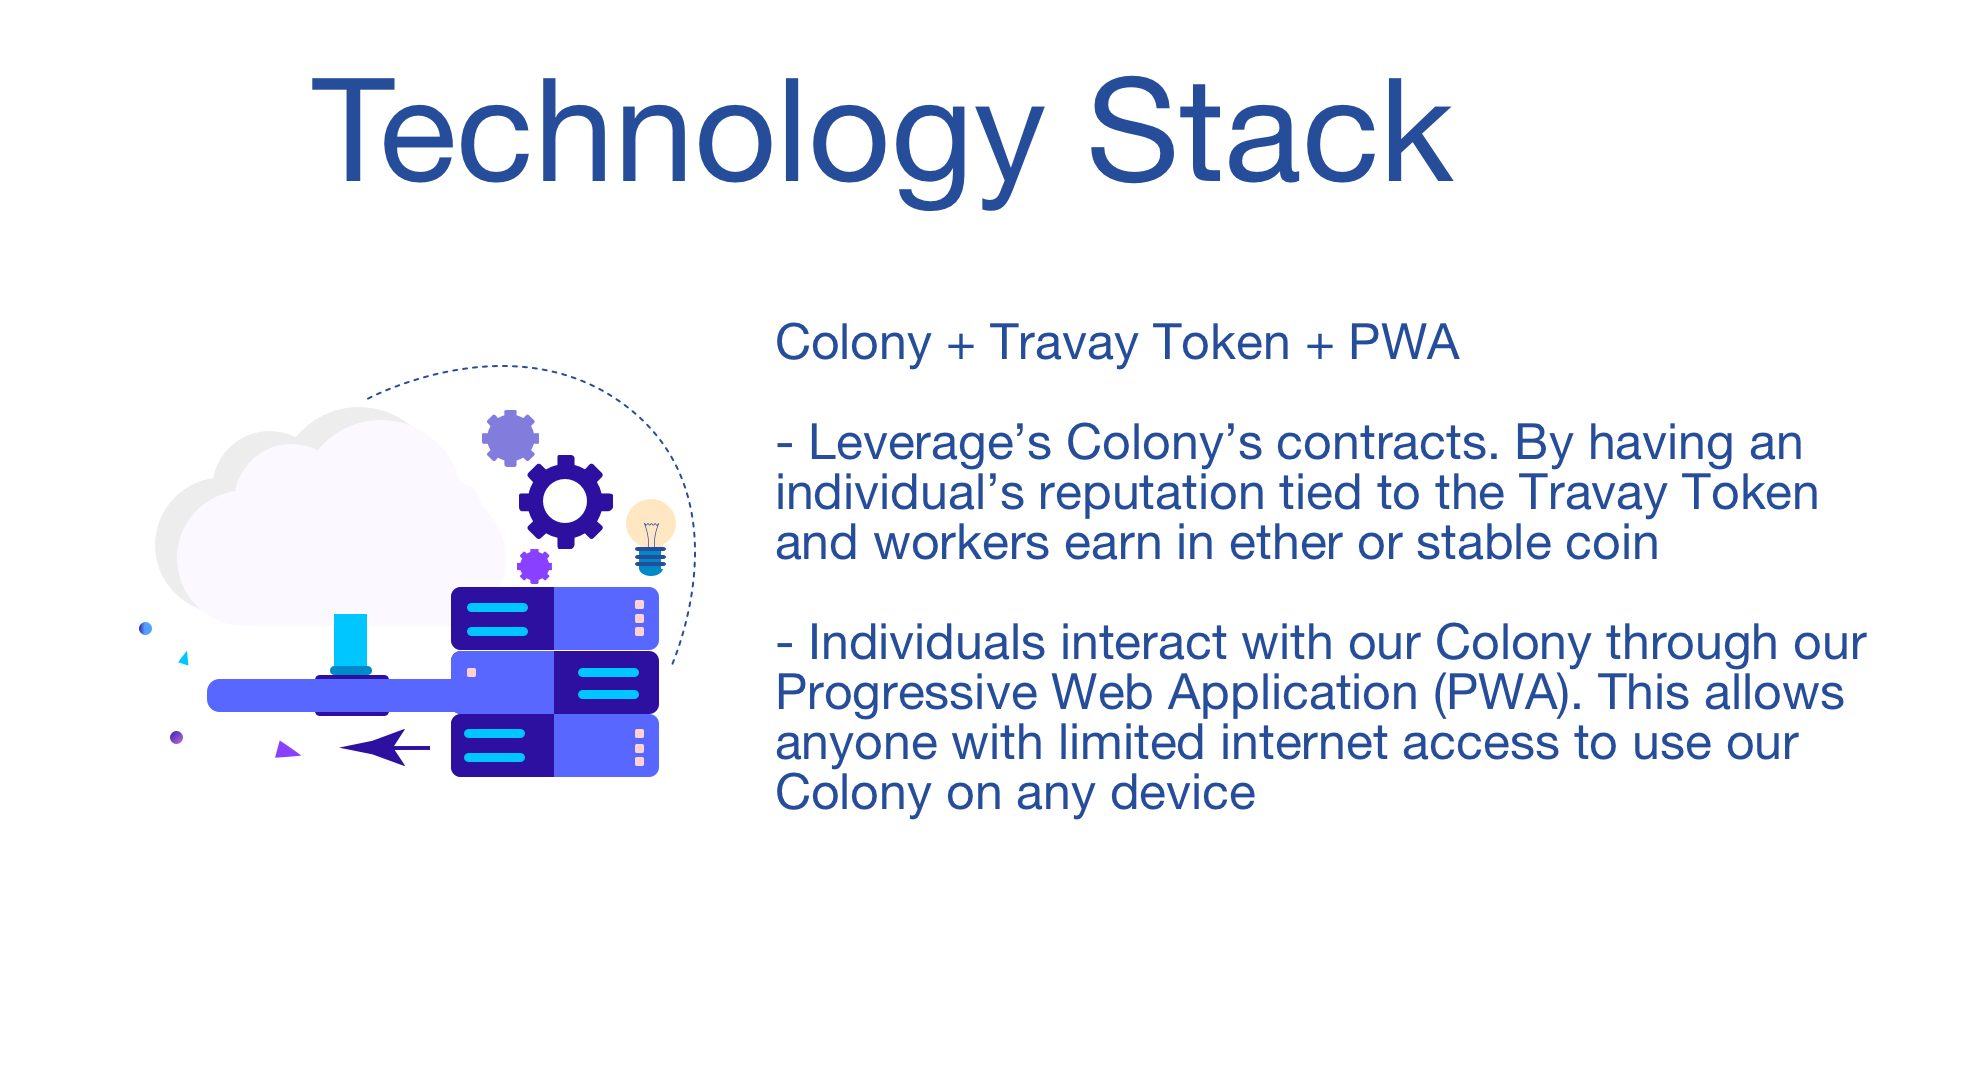 Technology Stack
Colony + Travay Token + PWA
- Leverage’s Colony’s contracts. By having an
individual’s reputation tied to the Travay Token
and workers earn in ether or stable coin
- Individuals interact with our Colony through our
Progressive Web Application (PWA). This allows
anyone with limited internet access to use our
Colony on any device